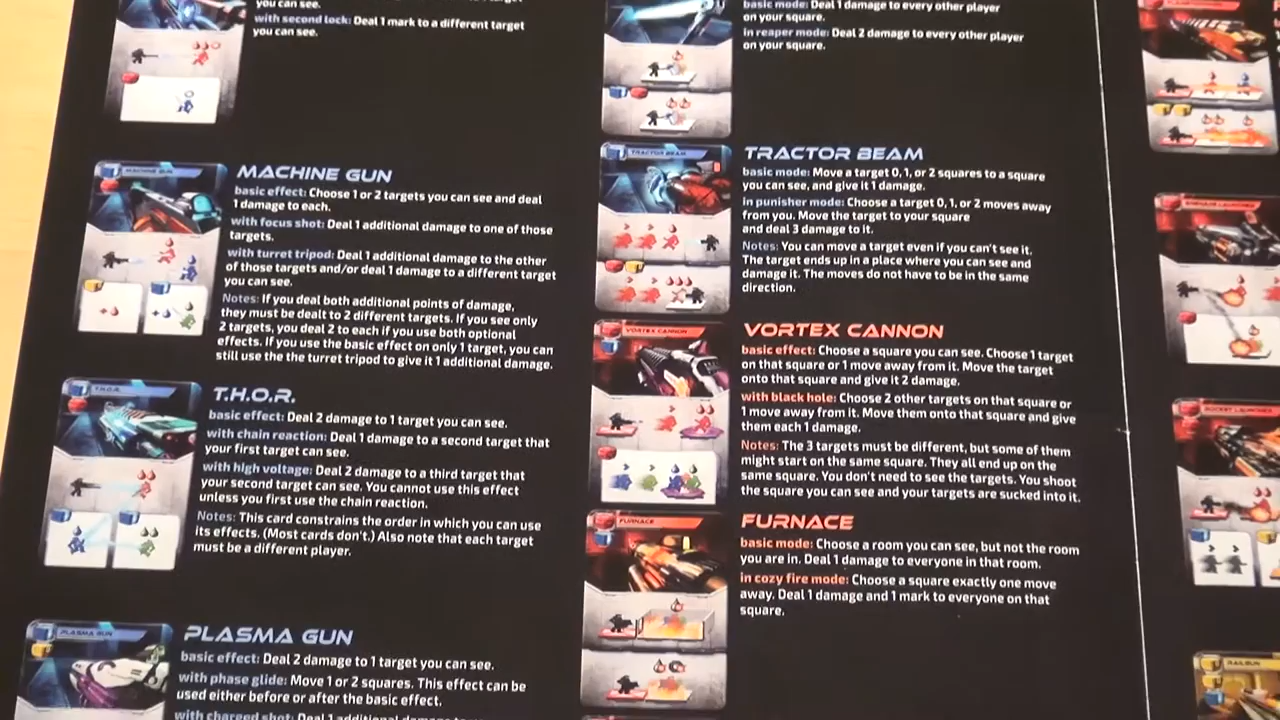 you can see.
with second lock: Deal 1 mark to a different target
you can see.
MACHINE GUN
MACHINE GUN
basic effect: Choose 1 or 2 targets you can see and deal
1 damage to each.
with focus shot: Deal 1 additional damage to one of those
targets.
with turret tripod: Deal 1 additional damage to the other
of those targets and/or deal 1 damage to a different target
you can see.
Notes: If you deal both additional points of damage,
they must be dealt to 2 different targets. If you see only
2 targets, you deal 2 to each if you use both optional
effects. If you use the basic effect on only 1 target, you can
still use the the turret tripod to give it 1 additional damage.
T.H.O.R.
T.H.O.R.
basic effect: Deal 2 damage to 1 target you can see.
with chain reaction: Deal 1 damage to a second target that
your first target can see.
with high voltage: Deal 2 damage to a third target that
your second target can see. You cannot use this effect
unless you first use the chain reaction.
Notes: This card constrains the order in which you can use
its effects. (Most cards don't.) Also note that each target
must be a different player.
PLASMA GUN
PLASMA GUN
basic effect: Deal 2 damage to 1 target you can see.
with phase glide: Move 1 or 2 squares. This effect can be
used either before or after the basic effect.
with charged shot: Deal 1 additional
basic mode: Deal 1 damage to every other player
on your square.
in reaper mode: Deal 2 damage to every other player
on your square.
TRACTOR BEAM
TRACTOR BEAM
basic mode: Move a target 0, 1, or 2 squares to a square
you can see, and give it 1 damage.
in punisher mode: Choose a target 0, 1, or 2 moves away
from you. Move the target to your square
and deal 3 damage to it.
Notes: You can move a target even if you can't see it.
The target ends up in a place where you can see and
damage it. The moves do not have to be in the same
direction.
VORTEX CANNON
VORTEX CANNON
basic effect: Choose a square you can see. Choose 1 target
on that square or 1 move away from it. Move the target
onto that square and give it 2 damage.
with black hole: Choose 2 other targets on that square or
1 move away from it. Move them onto that square and give
them each 1 damage.
Notes: The 3 targets must be different, but some of them
might start on the same square. They all end up on the
same square. You don't need to see the targets. You shoot
the square you can see and your targets are sucked into it.
FURNACE
FURNACE
basic mode: Choose a room you can see, but not the room
you are in. Deal 1 damage to everyone in that room.
in cozy fire mode: Choose a square exactly one move
away. Deal 1 damage and 1 mark to everyone on that
square.
GRENADE LAUNCHER
ROCKET LAUNCHER
RAILGUN